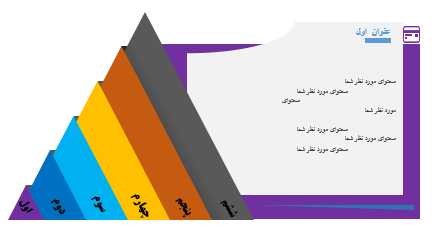 عنوان اول
محتوای مورد نظر شما
محتوای مورد نظر شما
محتوای
مورد نظر شما
محتوای مورد نظر شما
محتوای مورد نظر شما
محتوای مورد نظر شما
اول
دوم
سوم
چهارم
پنجم
ششم